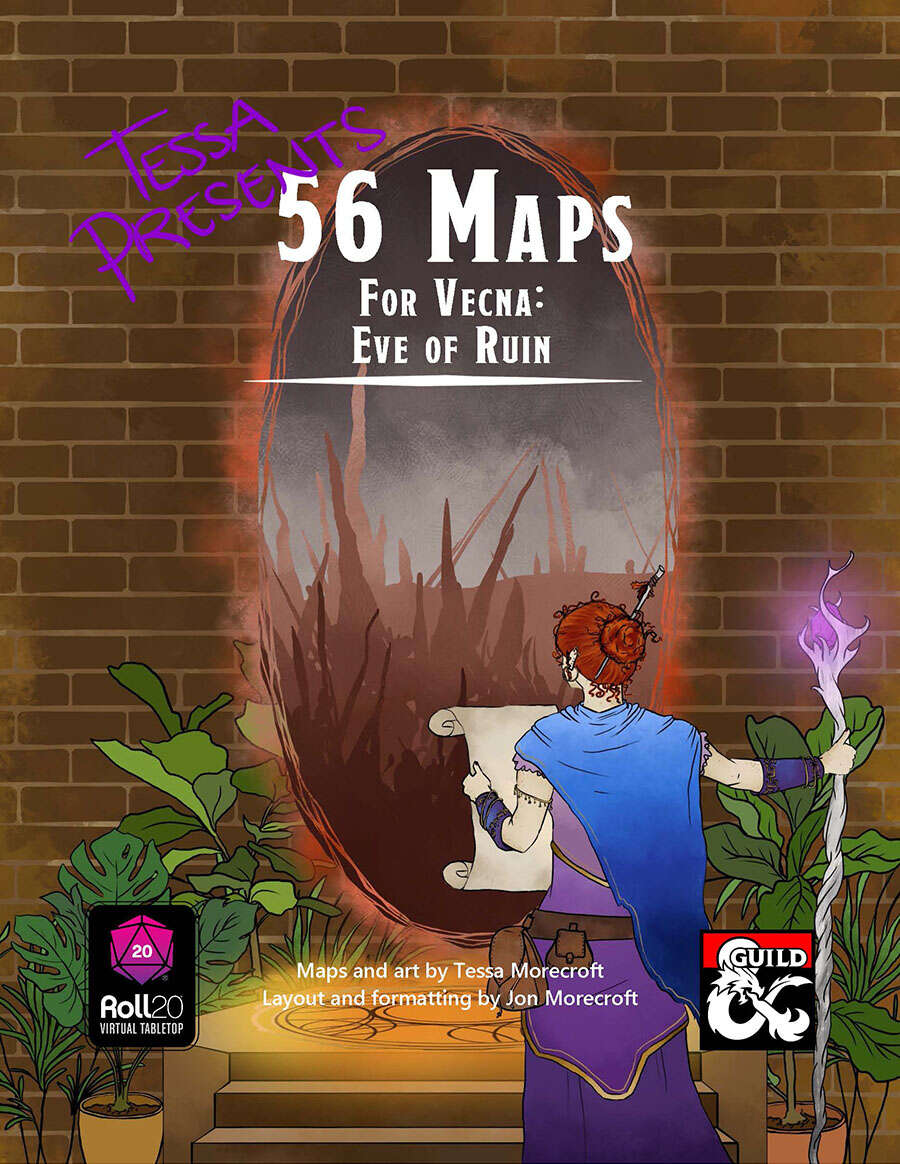 TESSA
PRESENTS
56 MAPS
FOR VECNA:
EVE OF RUIN
Maps and art by Tessa Morecroft
Layout and formatting by Jon Morecroft
20
Roll20
VIRTUAL TABLETOP
GUILD